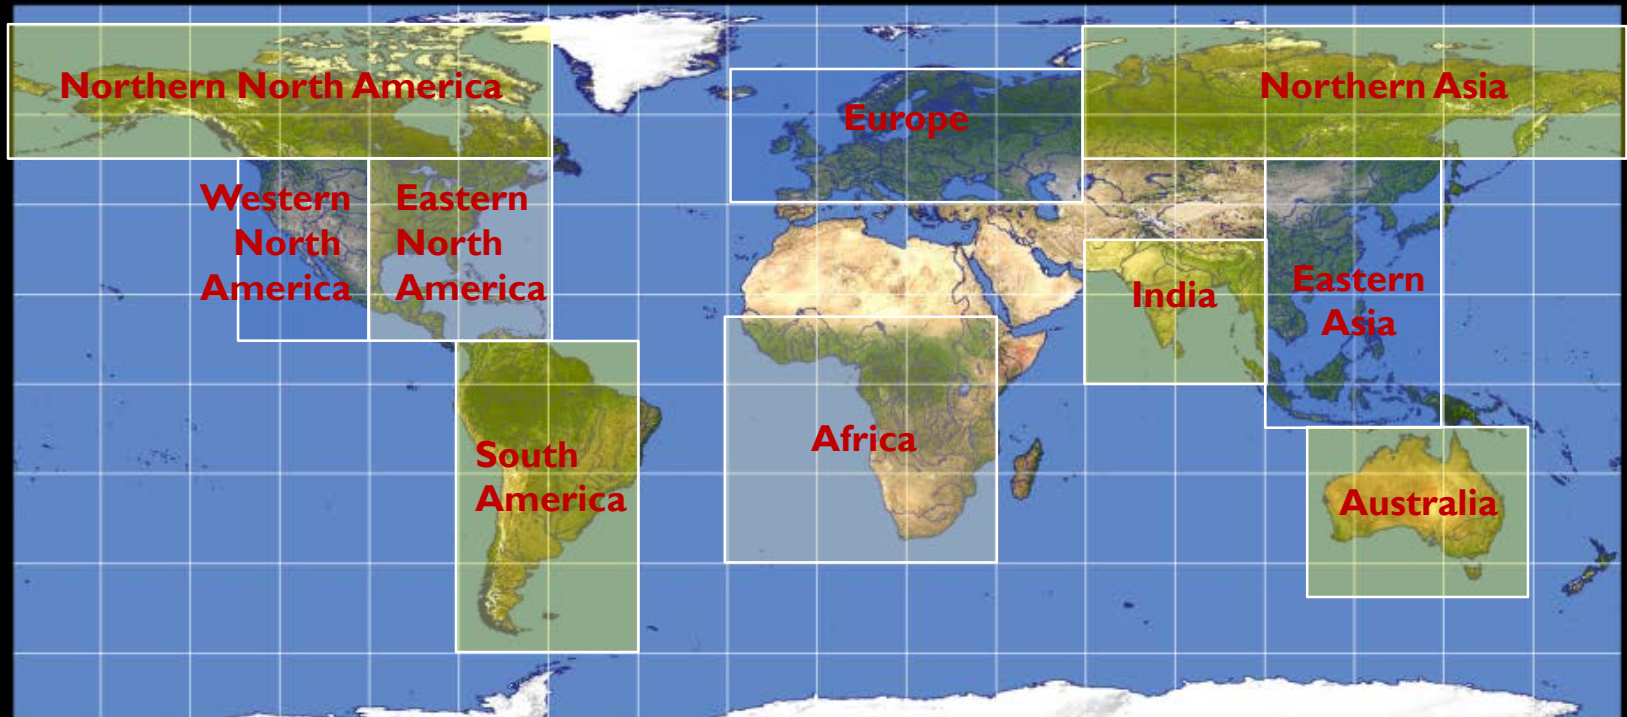 Northern North America
Northern Asia
Europe
Western
North
America
Eastern
North
America
India
Eastern
Asia
Africa
South
America
Australia